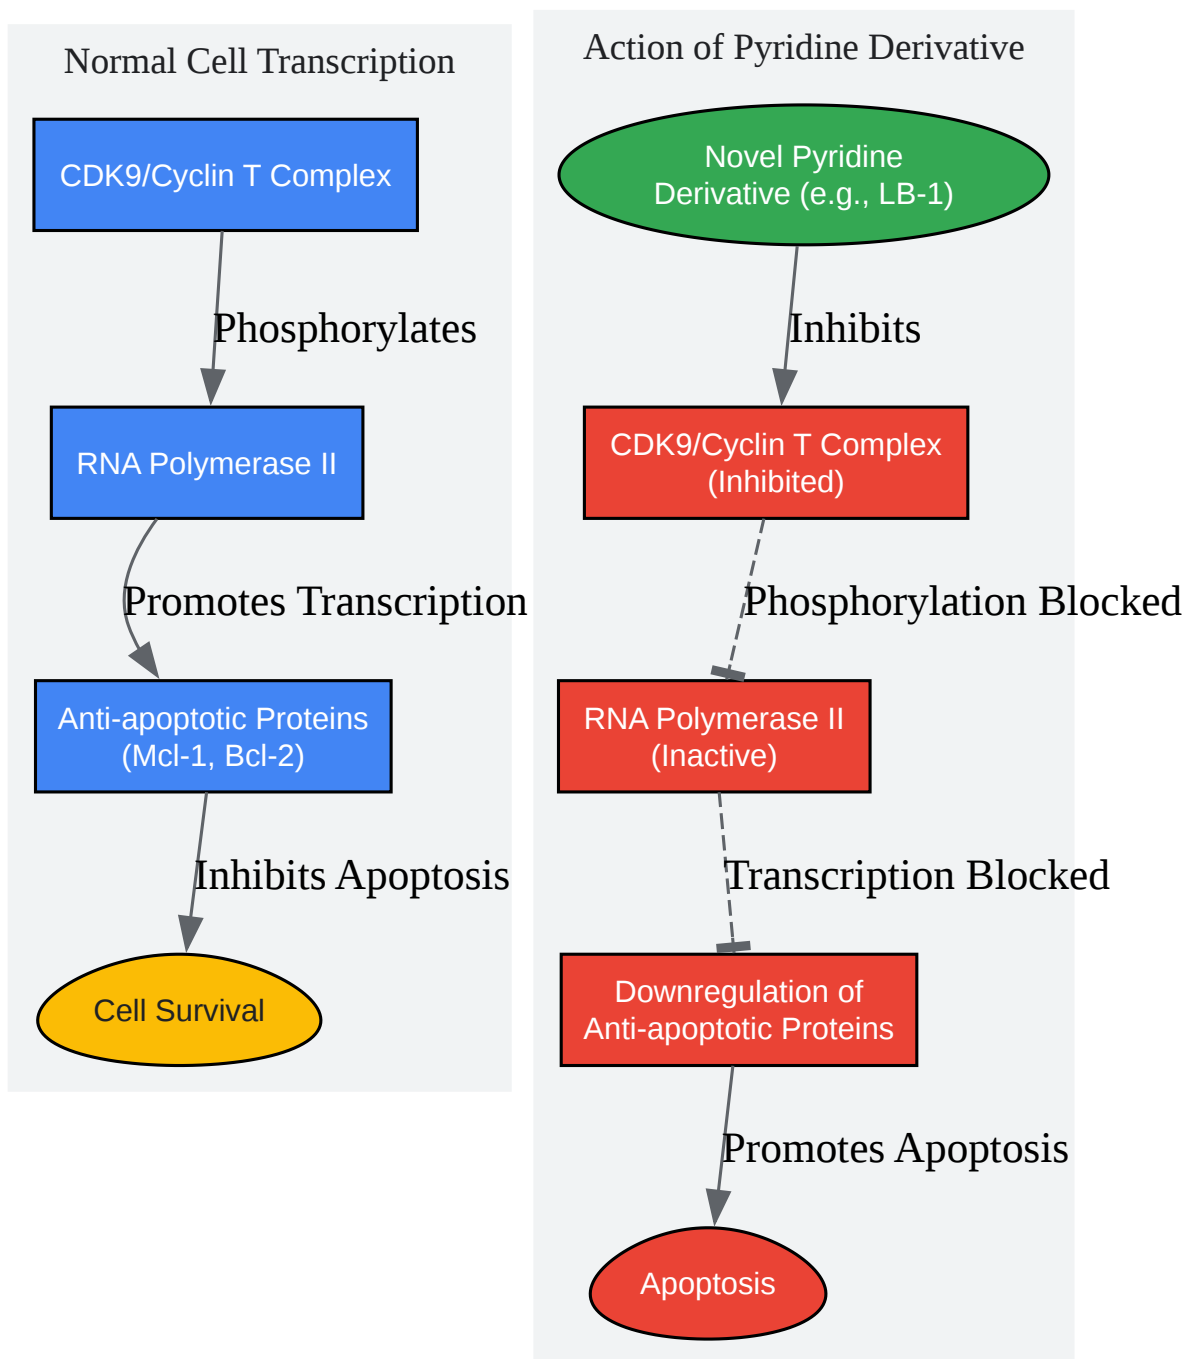 Normal Cell Transcription
CDK9/Cyclin T Complex
Phosphorylates
RNA Polymerase II
Promotes Transcription
Anti-apoptotic Proteins
(Mcl-1, Bcl-2)
Inhibits Apoptosis
Cell Survival
Action of Pyridine Derivative
Novel Pyridine
Derivative (e.g., LB-1)
Inhibits
CDK9/Cyclin T Complex
(Inhibited)
Phosphorylation Blocked
RNA Polymerase II
(Inactive)
Transcription Blocked
Downregulation of
Anti-apoptotic Proteins
Promotes Apoptosis
Apoptosis